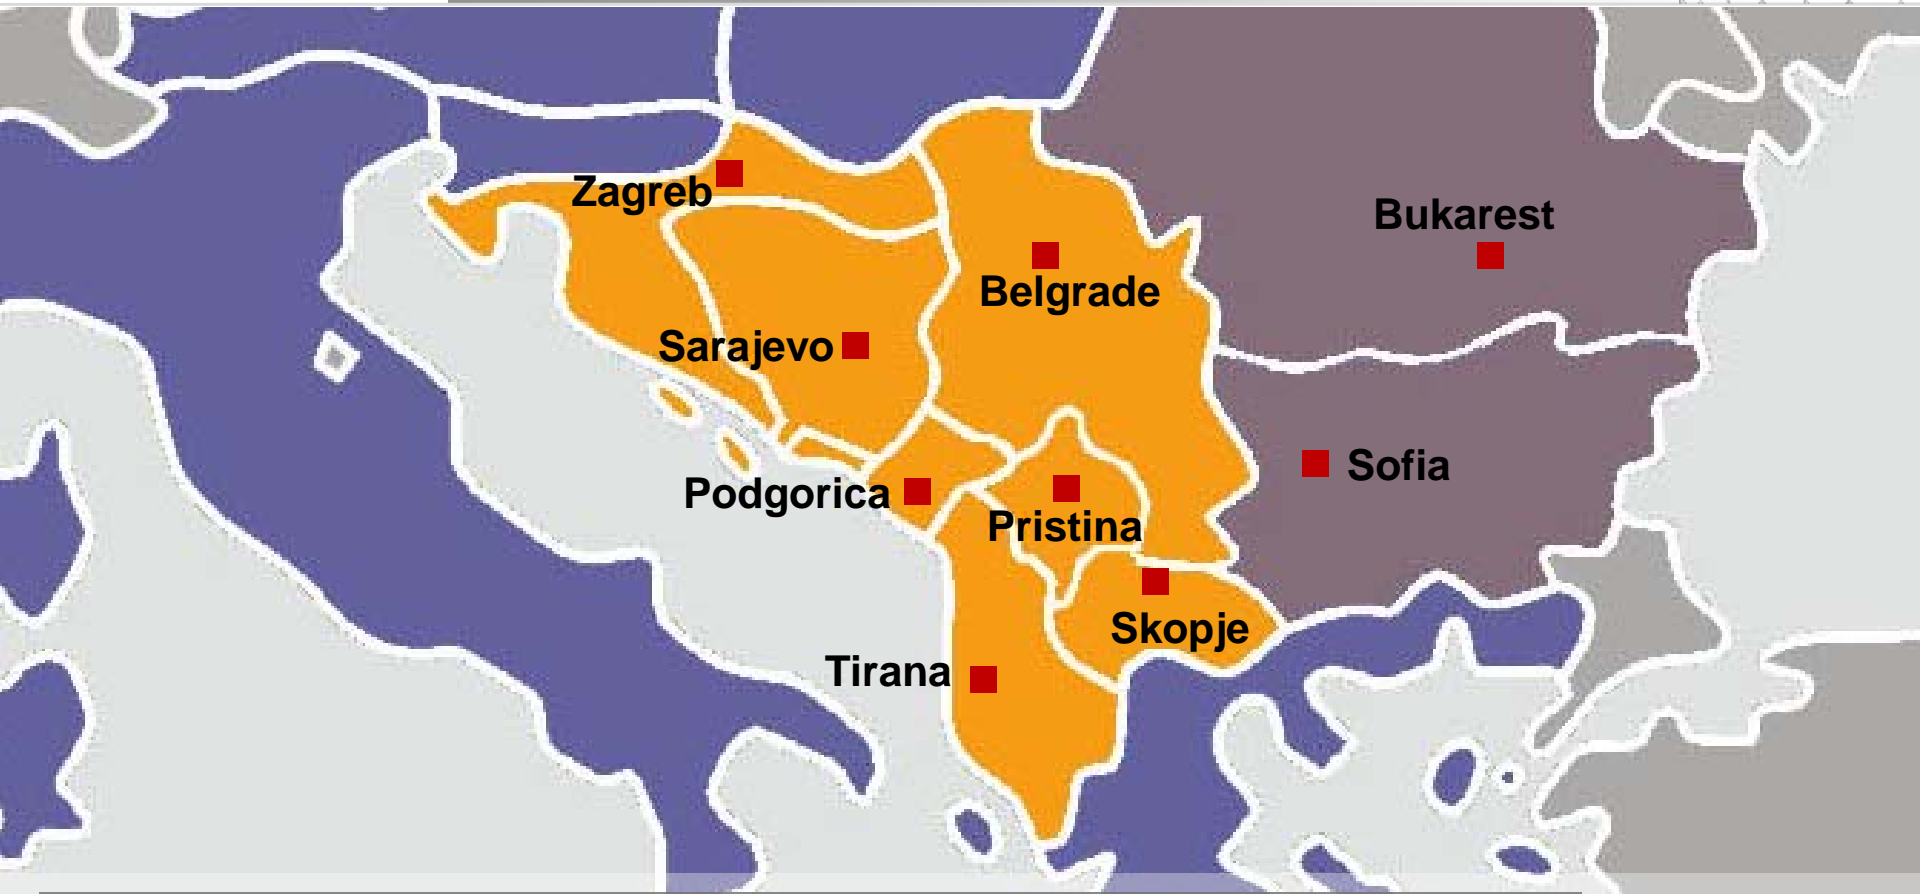 Zagreb
Bukarest
Belgrade
Sarajevo
Sofia
Podgorica
Pristina
Skopje
Tirana